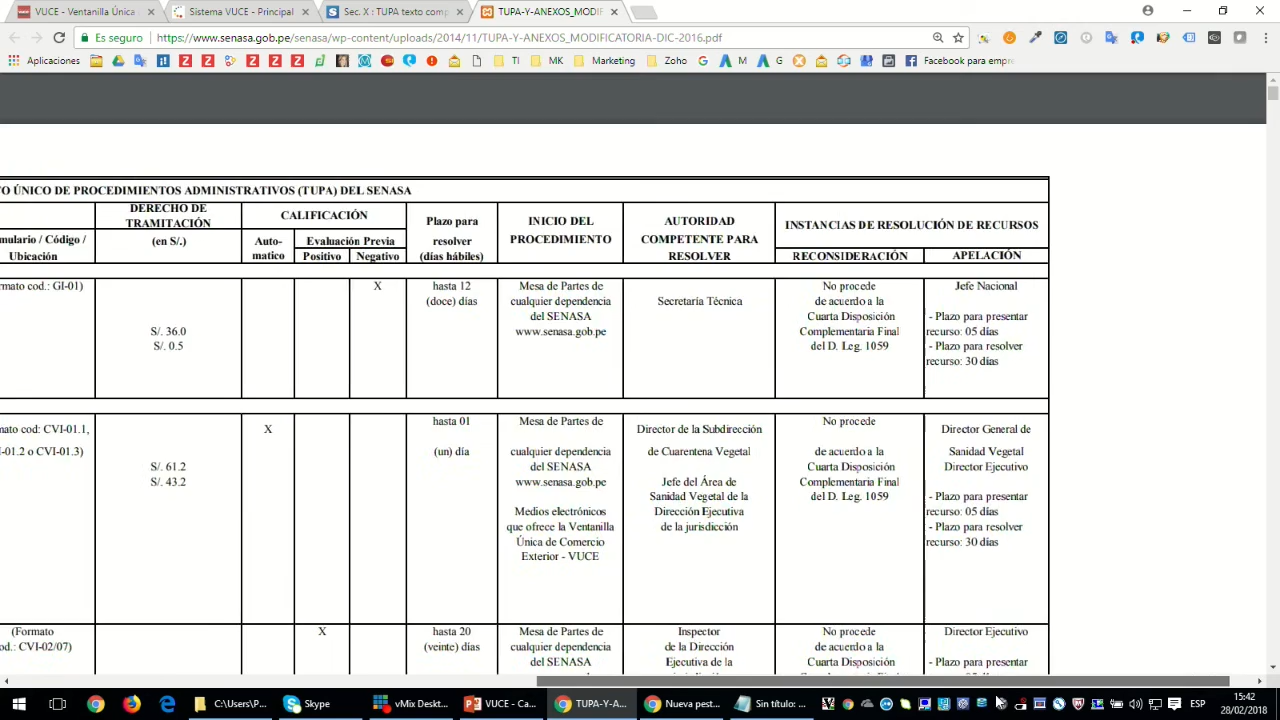 VUCE - Ventanilla Única
Sistema VUCE - Principal
Sec. X : TUPA texto comp
TUPA-Y-ANEXOS_MODIF
Es seguro
https://www.senasa.gob.pe/senasa/wp-content/uploads/2014/11/TUPA-Y-ANEXOS_MODIFICATORIA-DIC-2016.pdf
Aplicaciones
TI
MK
Marketing
Zoho
M
G
Facebook para empre
O ÚNICO DE PROCEDIMIENTOS ADMINISTRATIVOS (TUPA) DEL SENASA
mulario / Código /
Ubicación
DERECHO DE
TRAMITACIÓN
(en S/.)
CALIFICACIÓN
Auto-
matico
Evaluación Previa
Positivo
Negativo
Plazo para
resolver
(días hábiles)
INICIO DEL
PROCEDIMIENTO
AUTORIDAD
COMPETENTE PARA
RESOLVER
INSTANCIAS DE RESOLUCIÓN DE RECURSOS
RECONSIDERACIÓN
APELACIÓN
rmato cod.: GI-01)
S/. 36.0
S/. 0.5
X
hasta 12
(doce) días
Mesa de Partes de
cualquier dependencia
del SENASA
www.senasa.gob.pe
Secretaría Técnica
No procede
de acuerdo a la
Cuarta Disposición
Complementaria Final
del D. Leg. 1059
Jefe Nacional
- Plazo para presentar
recurso: 05 días
- Plazo para resolver
recurso: 30 días
mato cod: CVI-01.1,
I-01.2 o CVI-01.3)
S/. 61.2
S/. 43.2
X
hasta 01
(un) día
Mesa de Partes de
cualquier dependencia
del SENASA
www.senasa.gob.pe
Medios electrónicos
que ofrece la Ventanilla
Única de Comercio
Exterior - VUCE
Director de la Subdirección
de Cuarentena Vegetal
Jefe del Área de
Sanidad Vegetal de la
Dirección Ejecutiva
de la jurisdicción
No procede
de acuerdo a la
Cuarta Disposición
Complementaria Final
del D. Leg. 1059
Director General de
Sanidad Vegetal
Director Ejecutivo
- Plazo para presentar
recurso: 05 días
- Plazo para resolver
recurso: 30 días
(Formato
od.: CVI-02/07)
X
hasta 20
(veinte) días
Mesa de Partes de
cualquier dependencia
del SENASA
Inspector
de la Dirección
Ejecutiva de la
No procede
de acuerdo a la
Cuarta Disposición
Complementaria Final
Director Ejecutivo
- Plazo para presentar
C:\Users\P...
Skype
vMix Deskt...
VUCE - Ca...
TUPA-Y-A...
Nueva pest...
Sin título: ...
ESP
15:42
28/02/2018